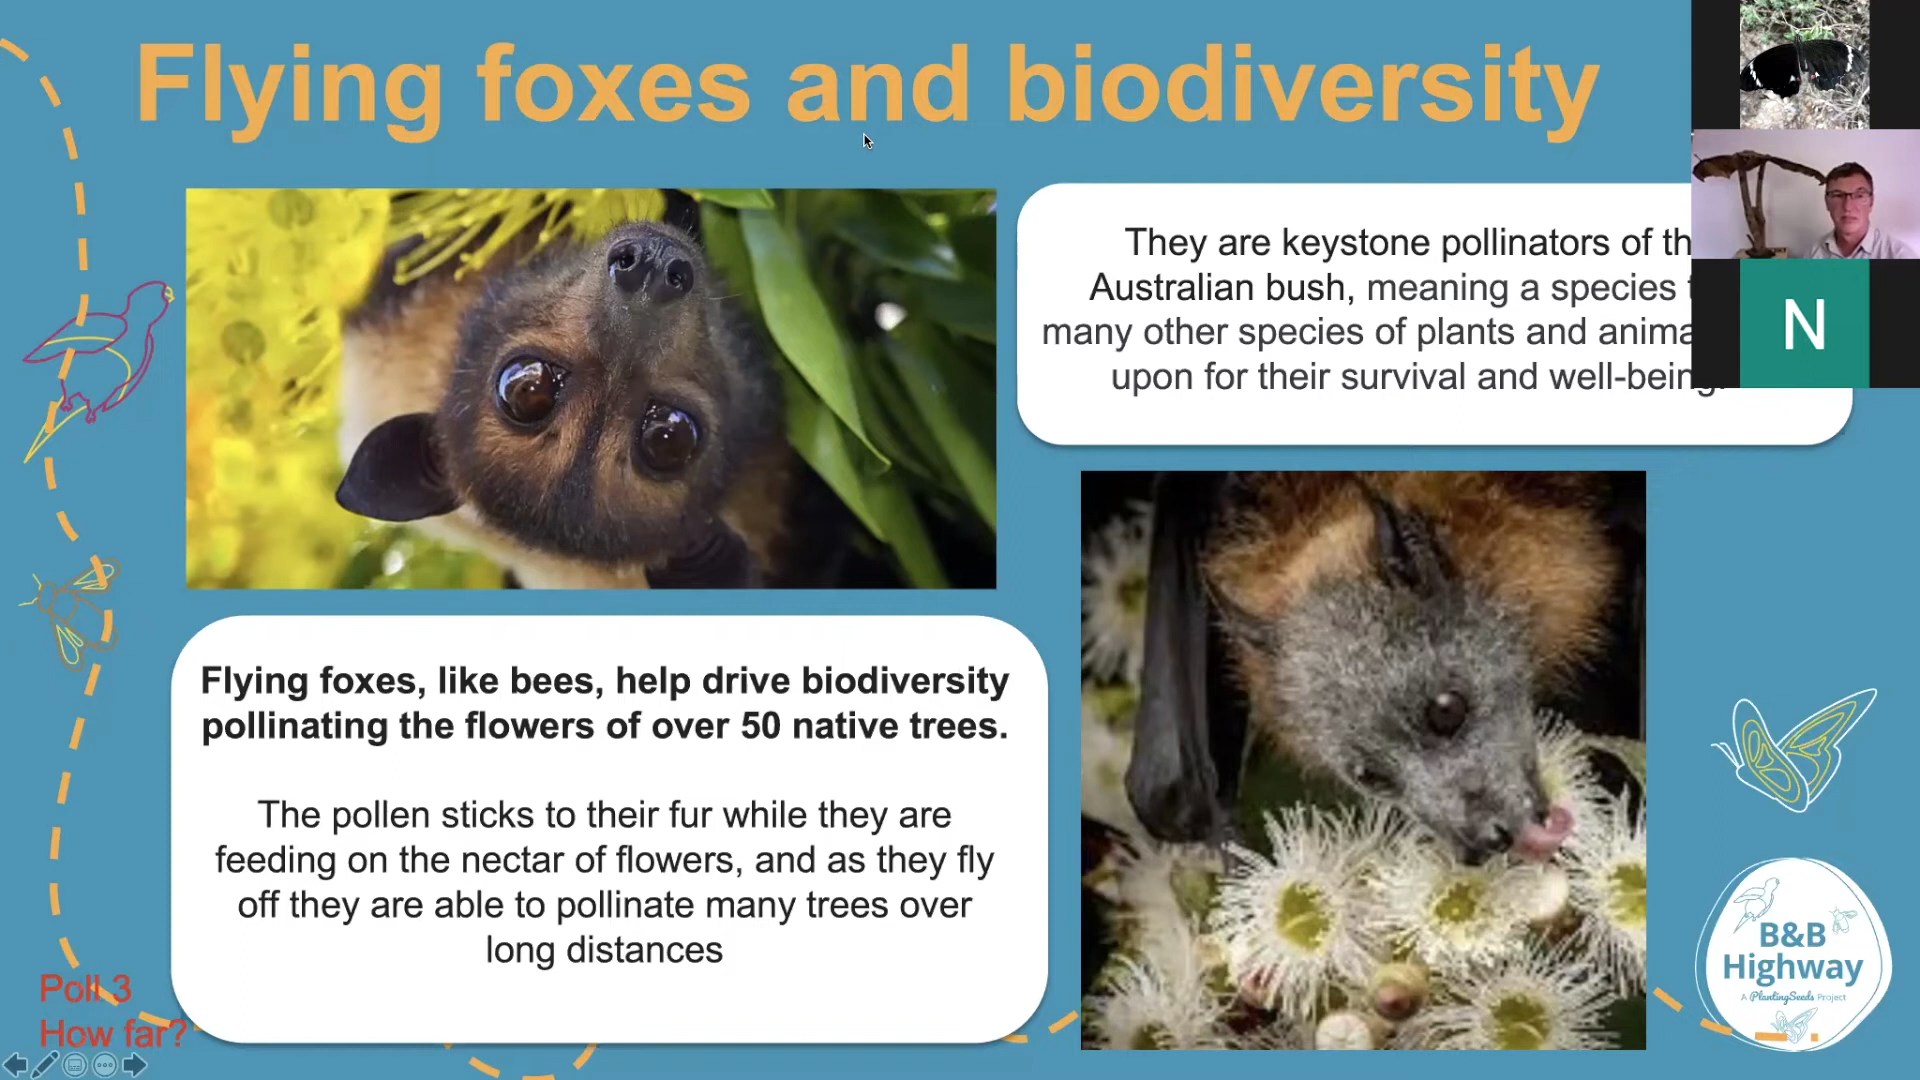 Flying foxes and biodiversity
They are keystone pollinators of
Australian bush, meaning a species
many other species of plants and
upon for their survival and well-being.
N
Flying foxes, like bees, help drive biodiversity
pollinating the flowers of over 50 native trees.
The pollen sticks to their fur while they are
feeding on the nectar of flowers, and as they fly
off they are able to pollinate many trees over
long distances
Poll 3
How far?
B&B
Highway
A PlantingSeeds Project